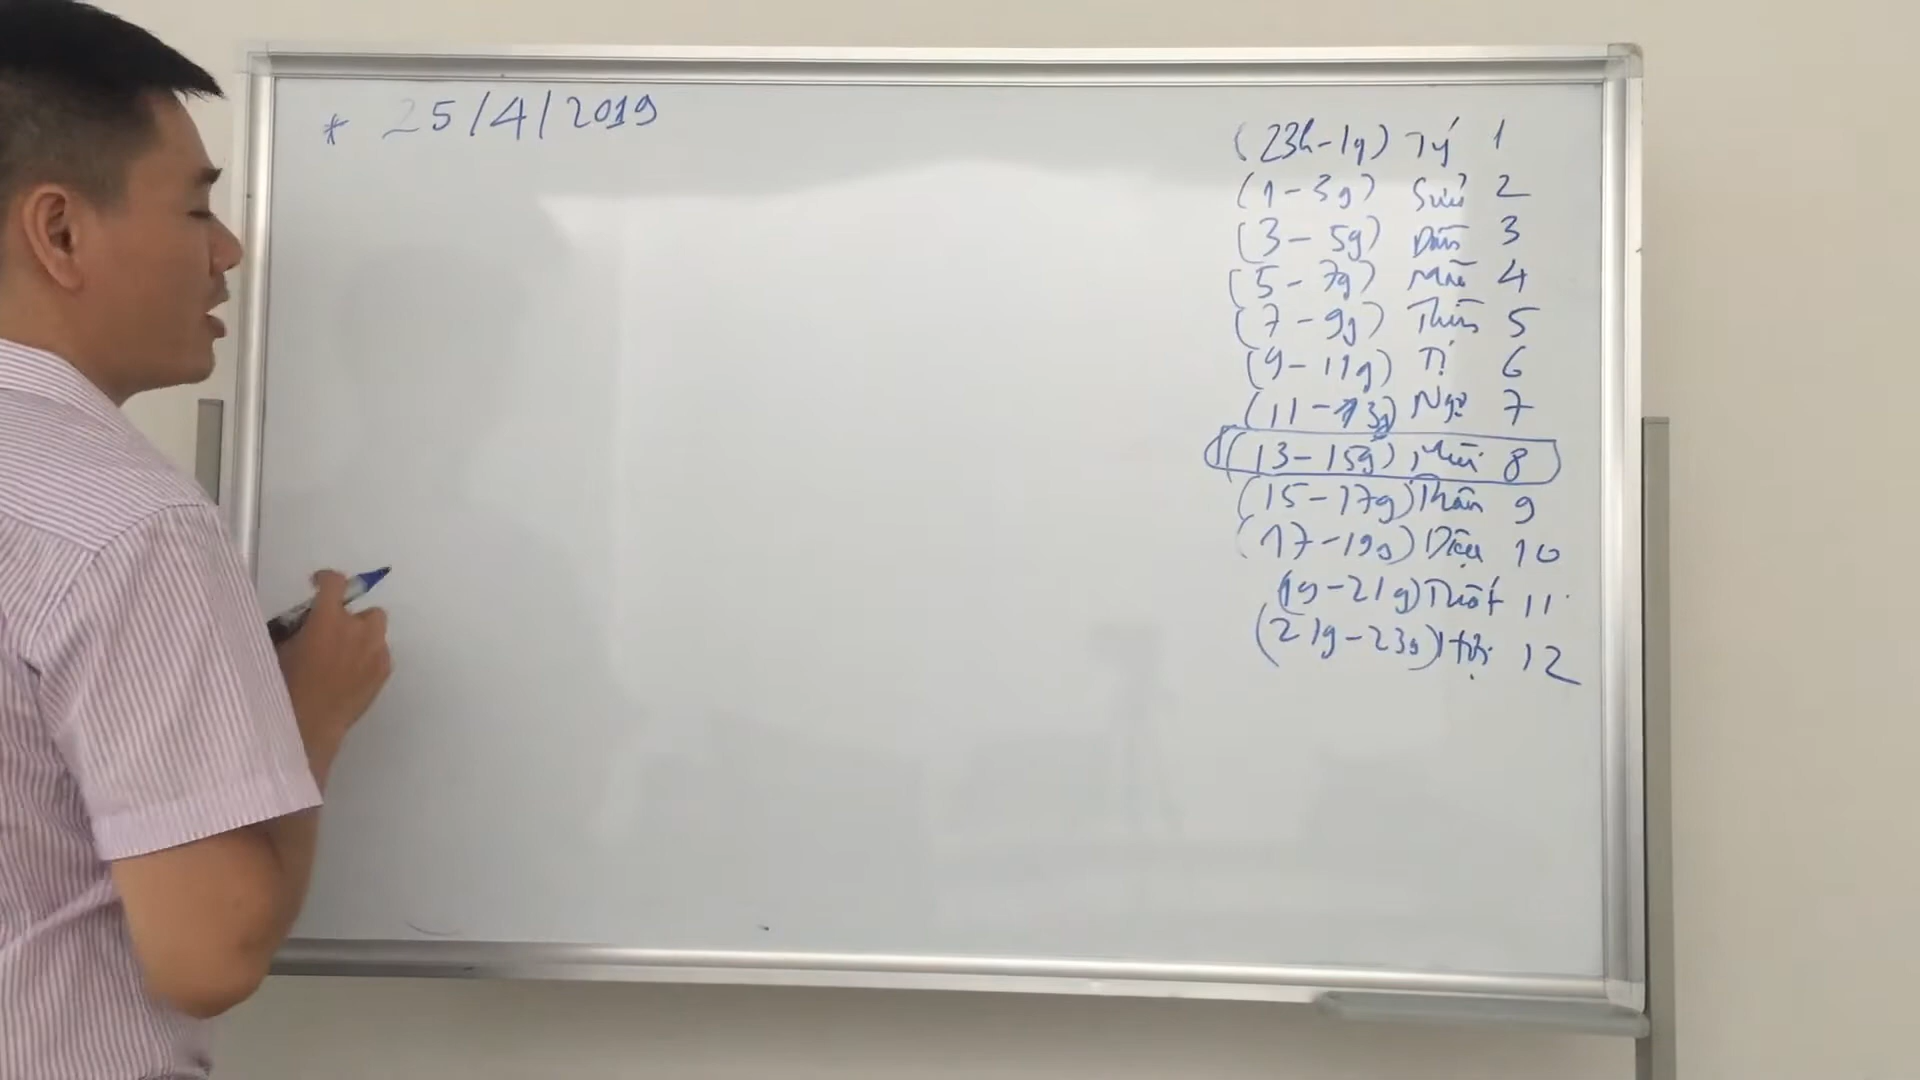 * 25/4/2019
(23h-1g) Tý 1
(1-3g) Sửu 2
(3-5g) Dần 3
(5-7g) Mão 4
(7-9g) Thìn 5
(9-11g) Tị 6
(11-13g) Ngọ 7
(13-15g) Mùi 8
(15-17g) Thân 9
(17-19g) Dậu 10
(19-21g) Tuất 11
(21g-23g) Hợi 12